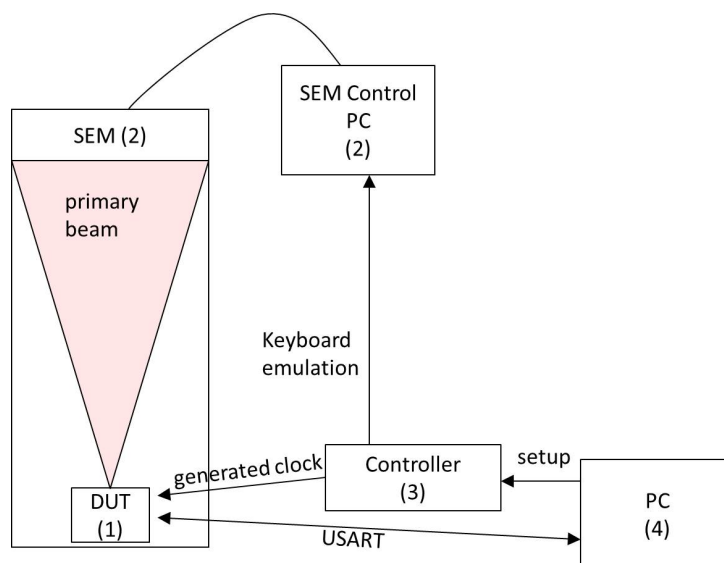 SEM Control
PC
(2)
SEM (2)
primary
beam
Keyboard
emulation
generated clock
Controller
(3)
setup
DUT
(1)
USART
PC
(4)